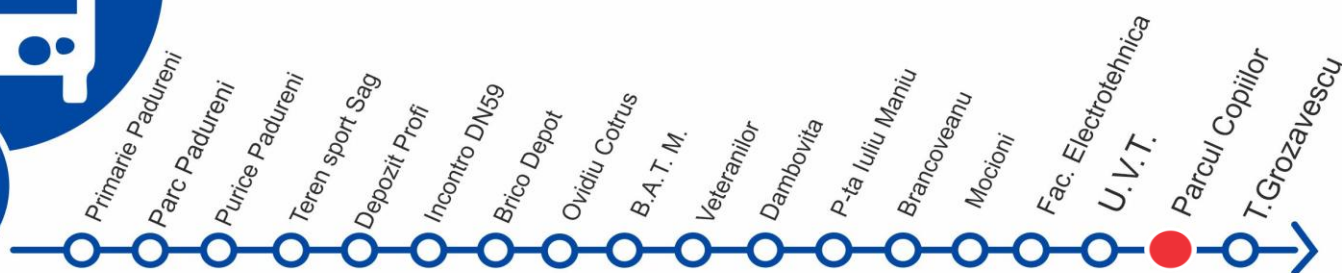 Primarie Padureni
Parc Padureni
Purice Padureni
Teren sport Sag
Depozit Profi
Incontro DN59
Brico Depot
Ovidiu Cotrus
B.A.T. M.
Veteranilor
Dambovita
P-ta Iuliu Maniu
Brancoveanu
Mocioni
Fac. Electrotehnica
U.V.T.
Parcul Copiilor
T.Grozavescu